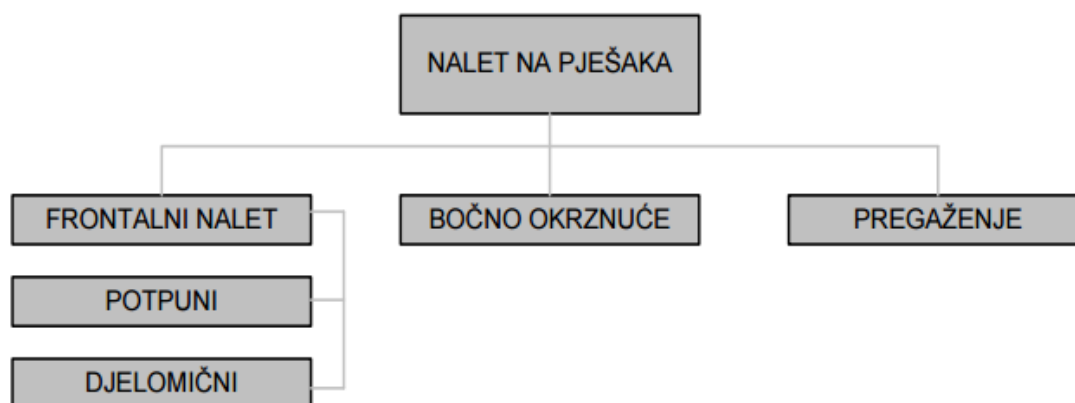 NALET NA PJEŠAKA
FRONTALNI NALET
BOČNO OKRZNUĆE
PREGAŽENJE
POTPUNI
DJELOMIČNI